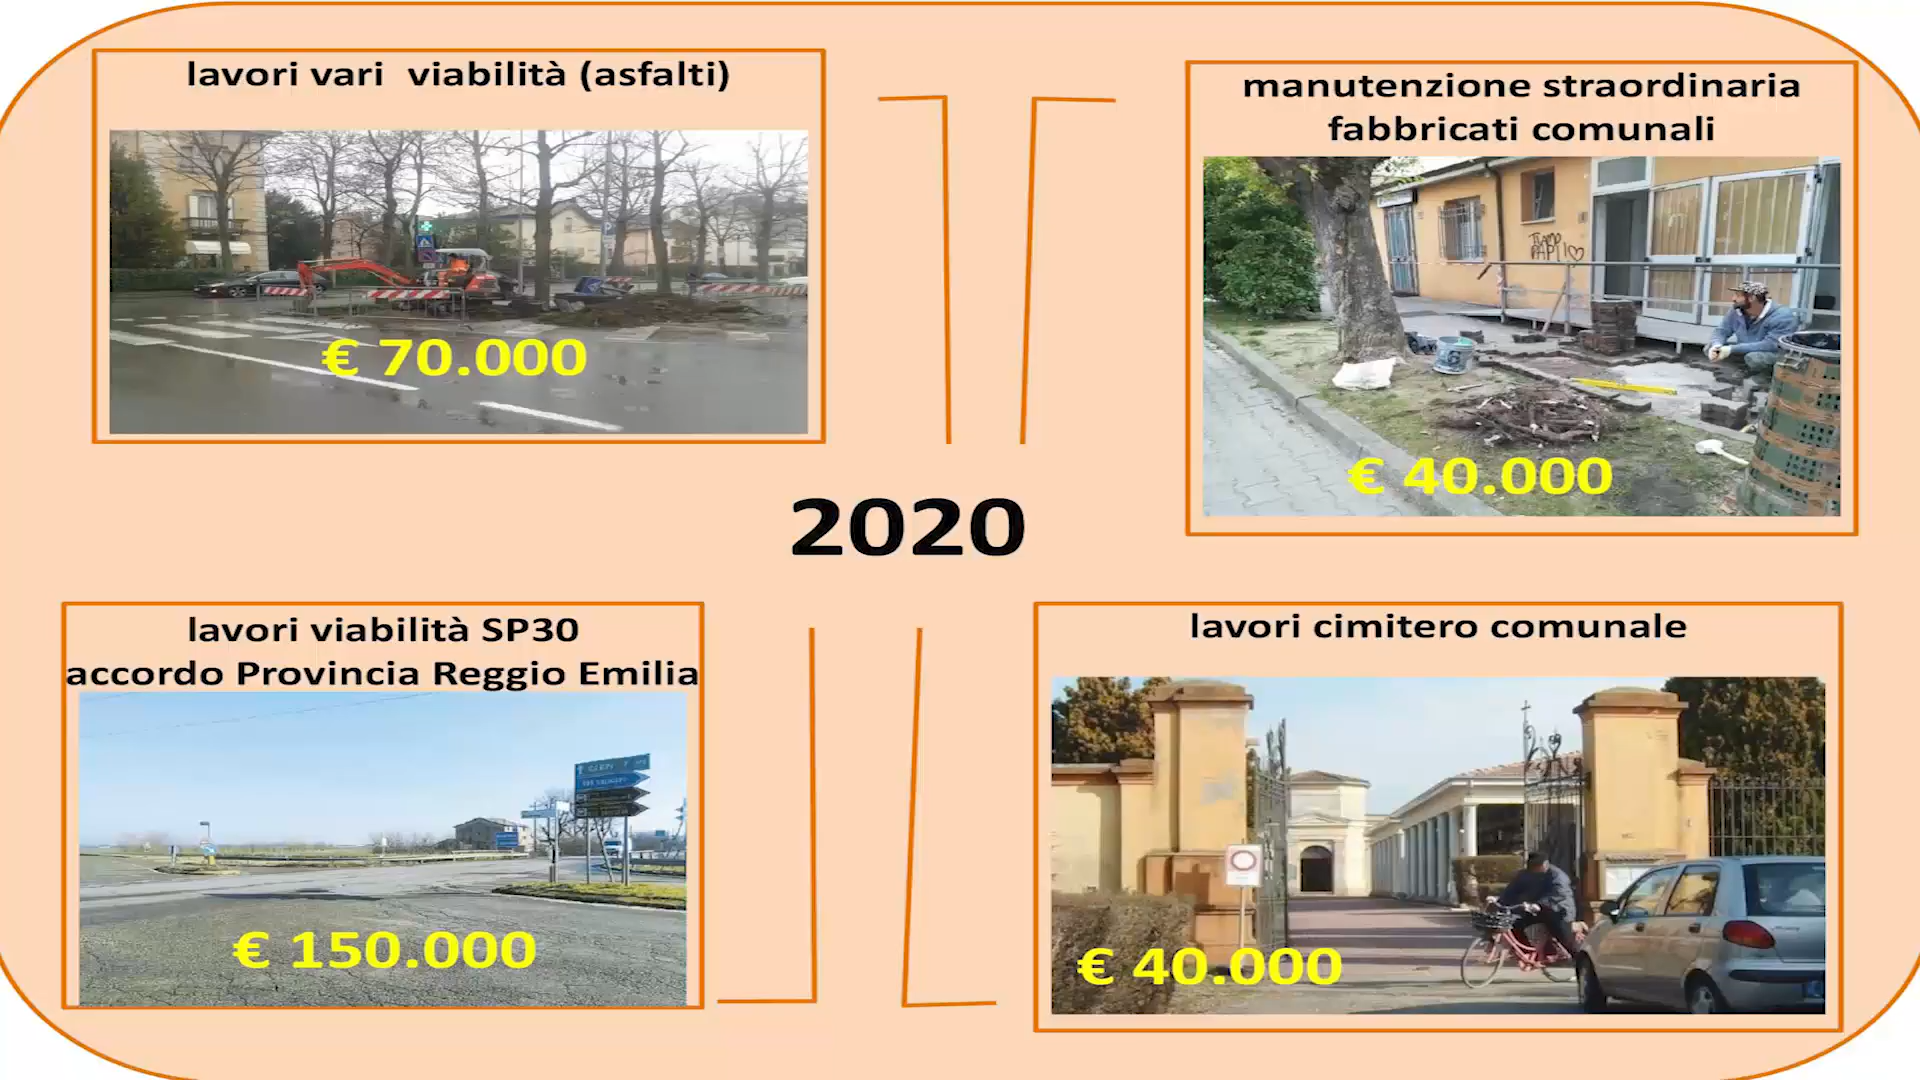 lavori vari viabilità (asfalti)
€ 70.000
manutenzione straordinaria
fabbricati comunali
€ 40.000
2020
lavori viabilità SP30
accordo Provincia Reggio Emilia
€ 150.000
lavori cimitero comunale
€ 40.000